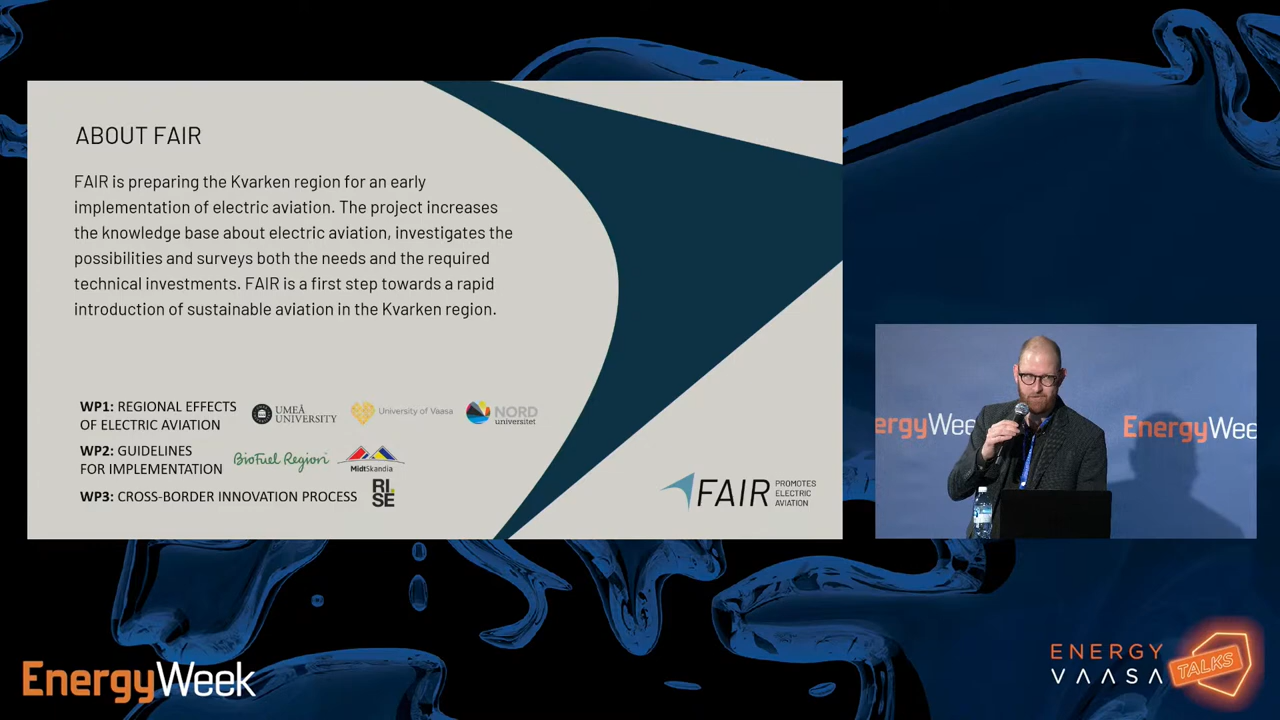 ABOUT FAIR
FAIR is preparing the Kvarken region for an early
implementation of electric aviation. The project increases
the knowledge base about electric aviation, investigates the
possibilities and surveys both the needs and the required
technical investments. FAIR is a first step towards a rapid
introduction of sustainable aviation in the Kvarken region.
WP1: REGIONAL EFFECTS
OF ELECTRIC AVIATION
UMEÅ
UNIVERSITY
University of Vaasa
NORD
universitet
WP2: GUIDELINES
FOR IMPLEMENTATION
BioFuel Region
MidtSkandia
WP3: CROSS-BORDER INNOVATION PROCESS
RI.
SE
FAIR
PROMOTES
ELECTRIC
AVIATION
ergyWee
EnergyWee
EnergyWeek
ENERGY
VAASA
TALKS